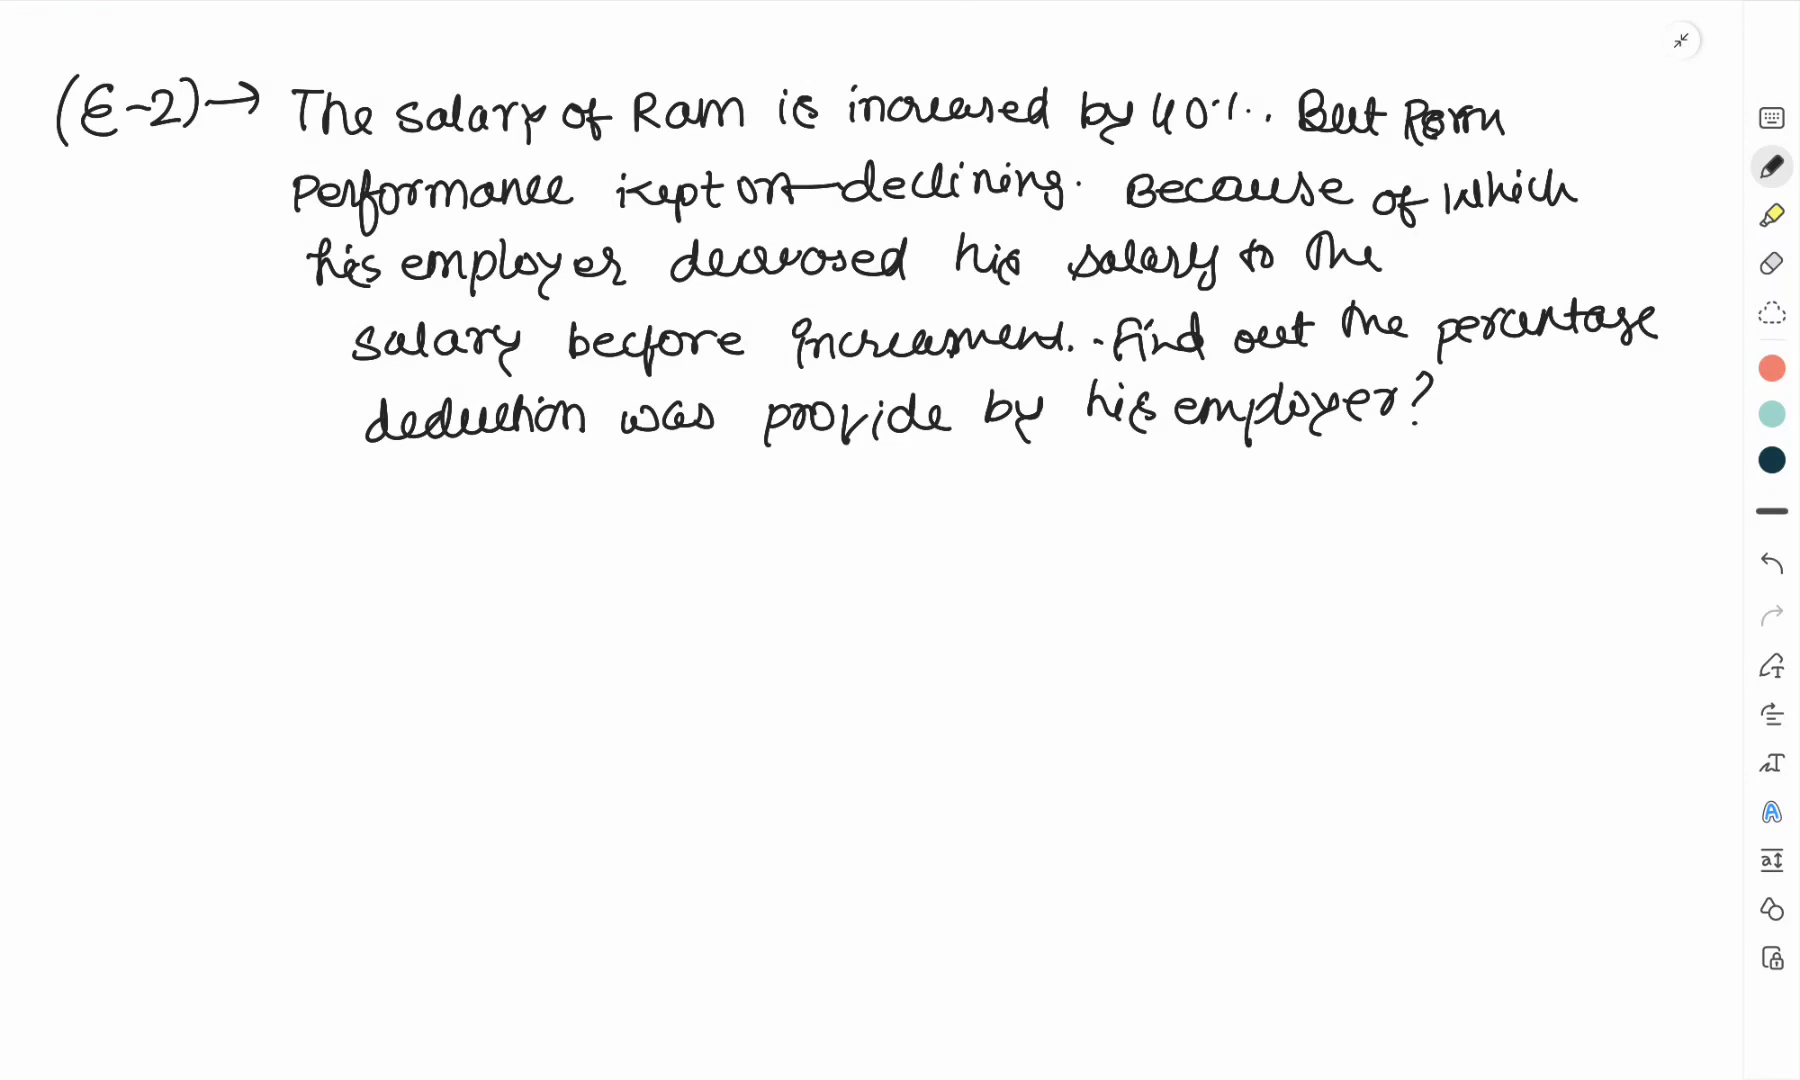 (E-2)→ The salary of Ram is increased by 40%. But Ram
Performance kept on declining. Because of which
his employer decreased his salary to the
salary before Increament. Find out the percentage
deduction was provide by his employer?